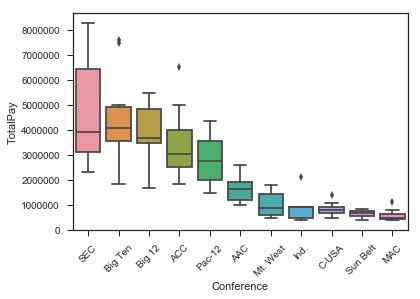 8000000
7000000
6000000
5000000
4000000
3000000
2000000
1000000
0
TotalPay
SEC
Big Ten
Big 12
ACC
Pac-12
AAC
Mt. West
Ind.
C-USA
Sun Belt
MAC
Conference